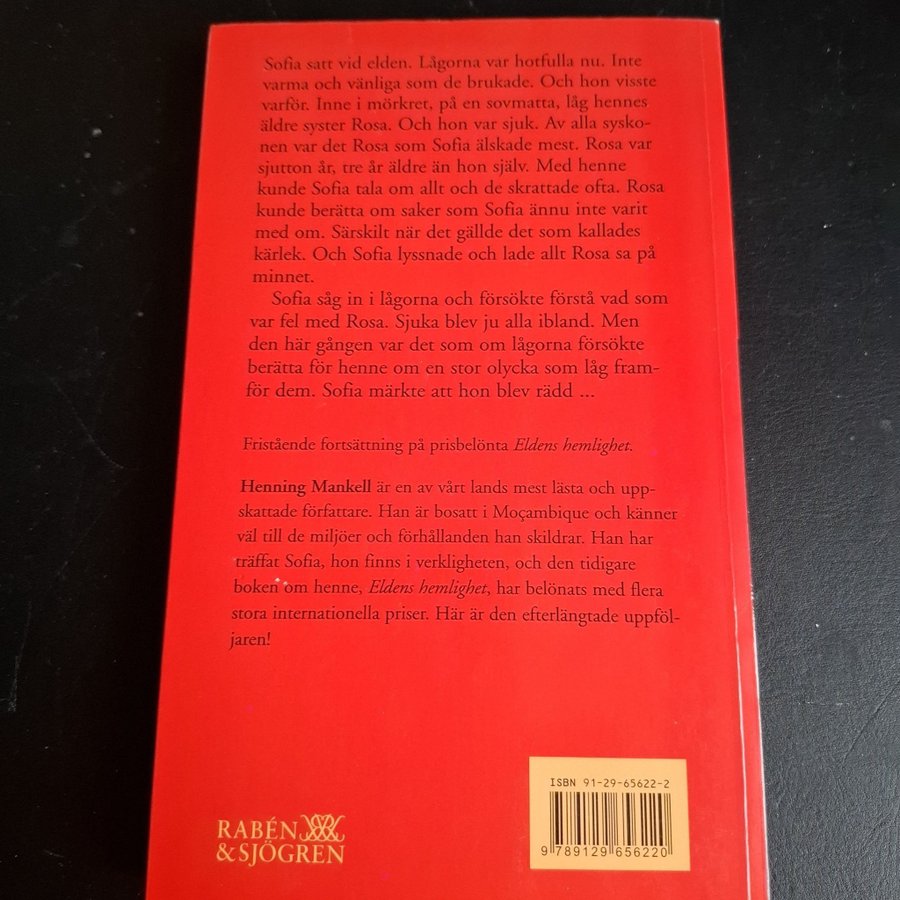 Sofia satt vid elden. Lågorna var hotfulla nu. Inte
varma och vänliga som de brukade. Och hon visste
varför. Inne i mörkret, på en sovmatta, låg hennes
äldre syster Rosa. Och hon var sjuk. Av alla sysko-
nen var det Rosa som Sofia älskade mest. Rosa var
sjutton år, tre år äldre än hon själv. Med henne
kunde Sofia tala om allt och de skrattade ofta. Rosa
kunde berätta om saker som Sofia ännu inte varit
med om. Särskilt när det gällde det som kallades
kärlek. Och Sofia lyssnade och lade allt Rosa sa på
minnet.
Sofia såg in i lågorna och försökte förstå vad som
var fel med Rosa. Sjuka blev ju alla ibland. Men
den här gången var det som om lågorna försökte
berätta för henne om en stor olycka som låg fram-
för dem. Sofia märkte att hon blev rädd ...
Fristående fortsättning på prisbelönta Eldens hemlighet.
Henning Mankell är en av vårt lands mest lästa och upp-
skattade författare. Han är bosatt i Moçambique och känner
väl till de miljöer och förhållanden han skildrar. Han har
träffat Sofia, hon finns i verkligheten, och den tidigare
boken om henne, Eldens hemlighet, har belönats med flera
stora internationella priser. Här är den efterlängtade uppföl-
jaren!
ISBN 91-29-65622-2
9 789129 656220
RABÉN
& SJÖGREN